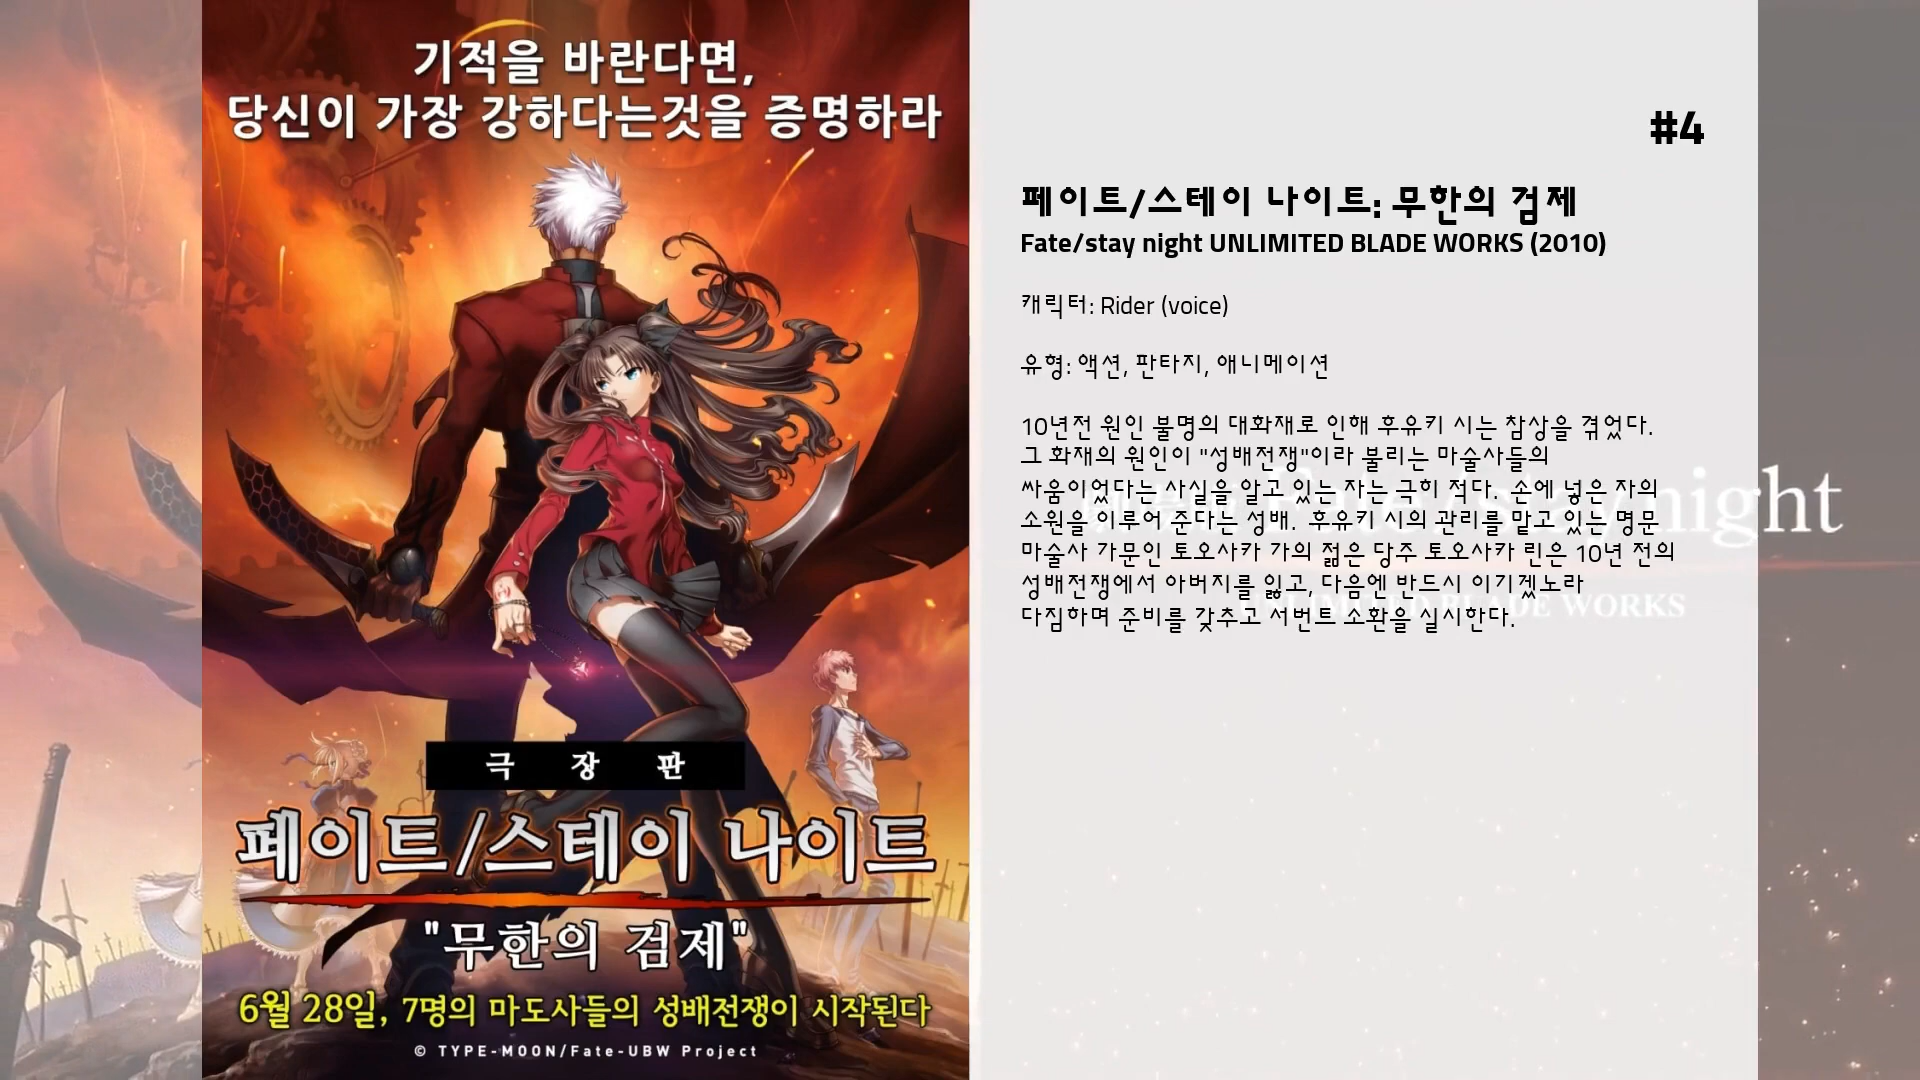 기적을 바란다면,
당신이 가장 강하다는것을 증명하라
극 장 판
페이트/스테이 나이트
"무한의 검제"
6월 28일, 7명의 마도사들의 성배전쟁이 시작된다
© TYPE-MOON/Fate-UBW Project
#4
페이트/스테이 나이트: 무한의 검제
Fate/stay night UNLIMITED BLADE WORKS (2010)
캐릭터: Rider (voice)
유형: 액션, 판타지, 애니메이션
10년전 원인 불명의 대화재로 인해 후유키 시는 참상을 겪었다.
그 화재의 원인이 "성배전쟁"이라 불리는 마술사들의
싸움이었다는 사실을 알고 있는 자는 극히 적다. 손에 넣은 자의
소원을 이루어 준다는 성배. 후유키 시의 관리를 맡고 있는 명문
마술사 가문인 토오사카 가의 젊은 당주 토오사카 린은 10년 전의
성배전쟁에서 아버지를 잃고, 다음엔 반드시 이기겠노라
다짐하며 준비를 갖추고 서번트 소환을 실시한다.
Fate/stay night
UNLIMITED BLADE WORKS